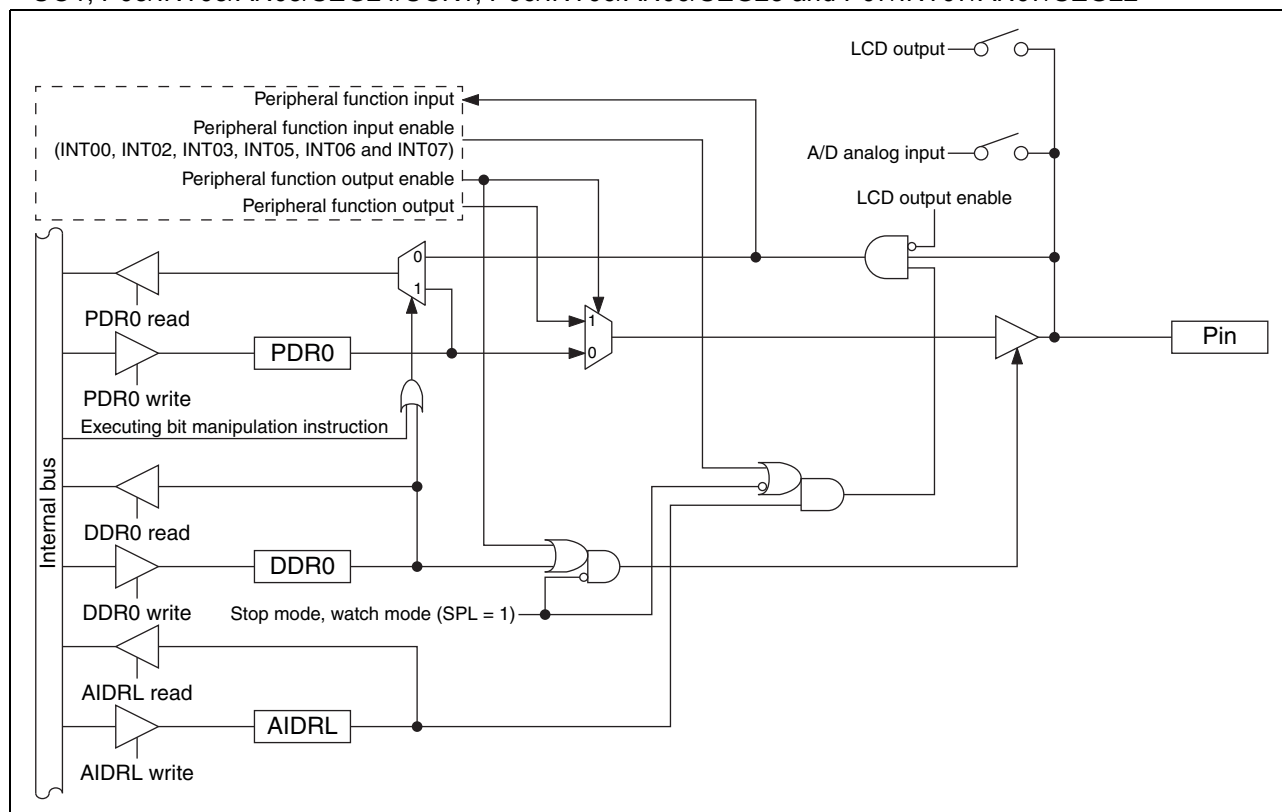 LCD output
Peripheral function input
Peripheral function input enable
(INT00, INT02, INT03, INT05, INT06 and INT07)
A/D analog input
Peripheral function output enable
Peripheral function output
LCD output enable
0
1
PDR0 read
1
PDR0
0
Pin
PDR0 write
Executing bit manipulation instruction
Internal bus
DDR0 read
DDR0
DDR0 write
Stop mode, watch mode (SPL = 1)
AIDRL read
AIDRL
AIDRL write